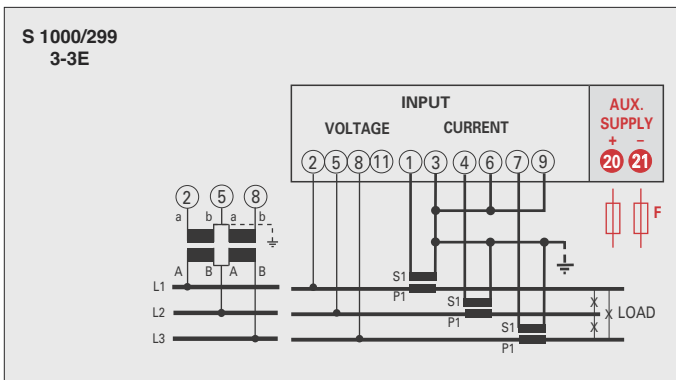 S 1000/299
3-3E
INPUT
VOLTAGE CURRENT
2 5 8 11 1 3 4 6 7 9
AUX.
SUPPLY
+ –
20 21
F
2 5 8
a b a b
A B A B
L1
L2
L3
S1
P1
S1
P1
S1
P1
X
X
X
LOAD